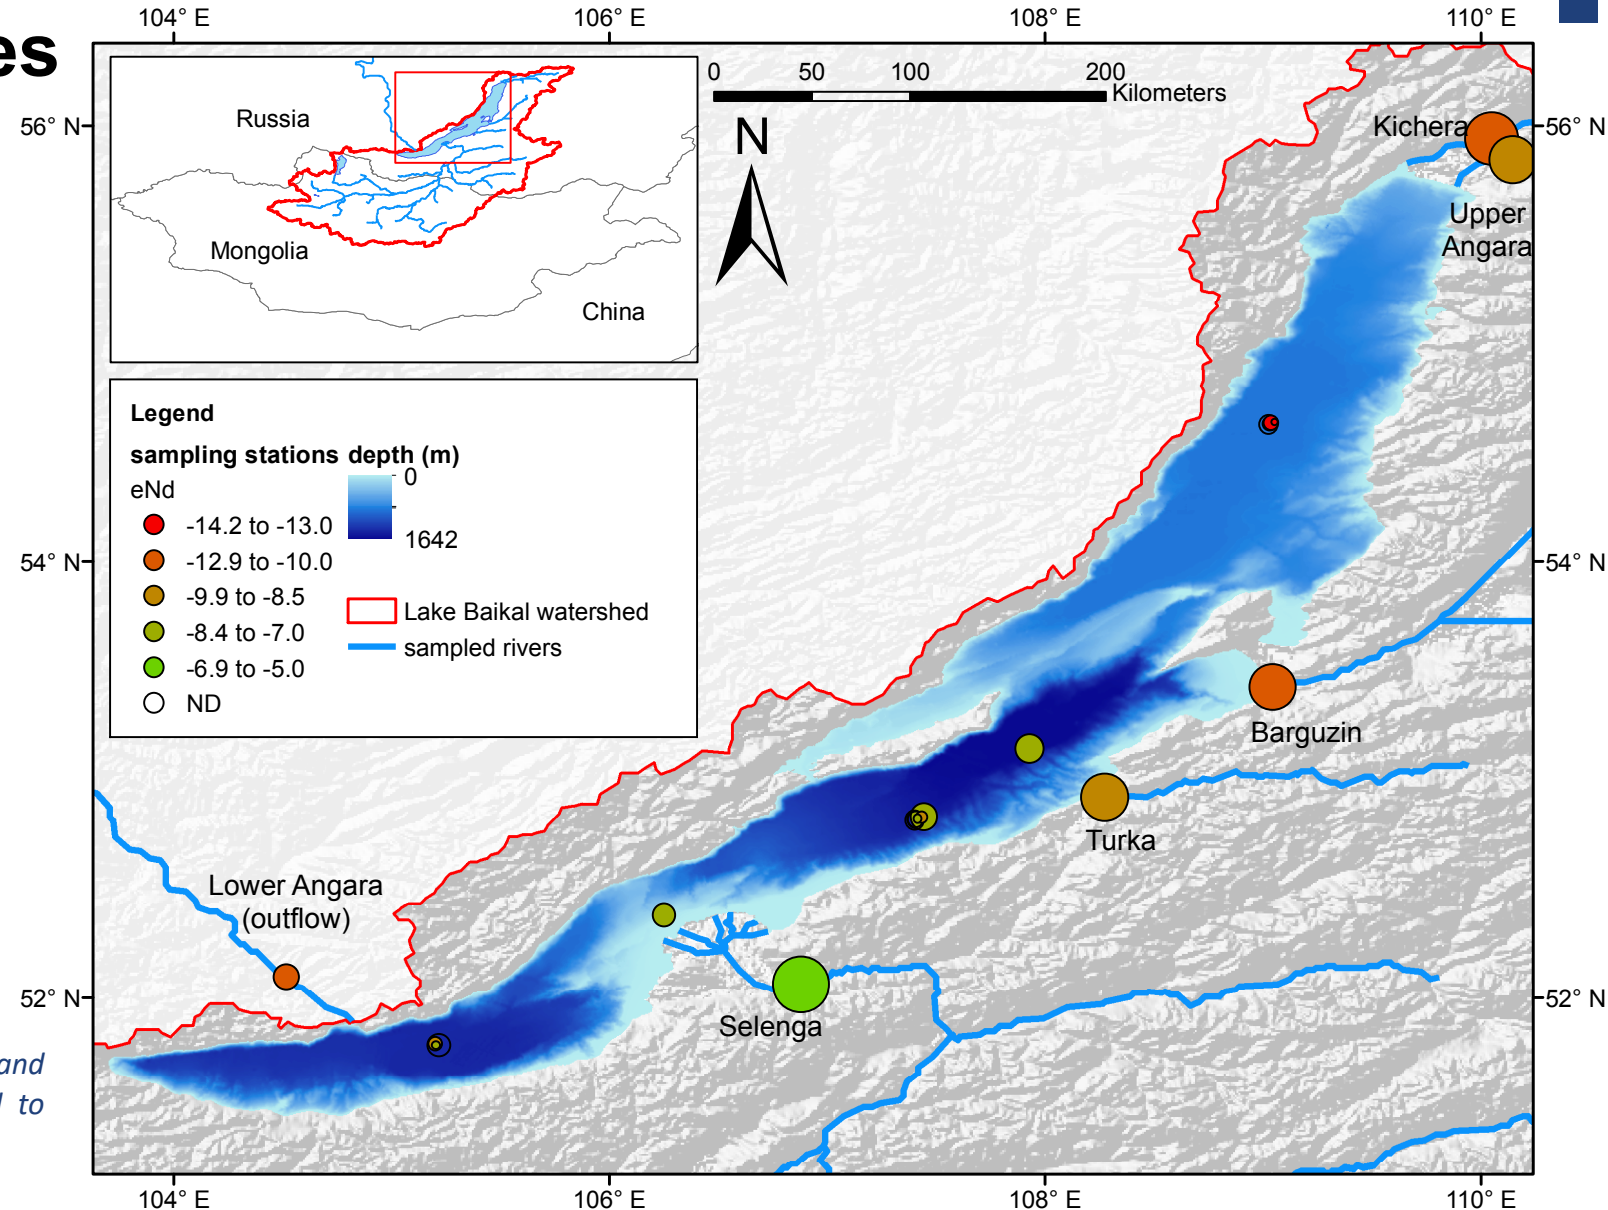 104° E
106° E
108° E
110° E
es
56° N
56° N
54° N
54° N
52° N
52° N
Russia
Mongolia
China
0 50 100 200
Kilometers
N
Kichera
Upper
Angara
Legend
sampling stations depth (m)
eNd
0
1642
-14.2 to -13.0
-12.9 to -10.0
-9.9 to -8.5
-8.4 to -7.0
-6.9 to -5.0
ND
Lake Baikal watershed
sampled rivers
Barguzin
Turka
Lower Angara
(outflow)
Selenga
and
to
104° E
106° E
108° E
110° E